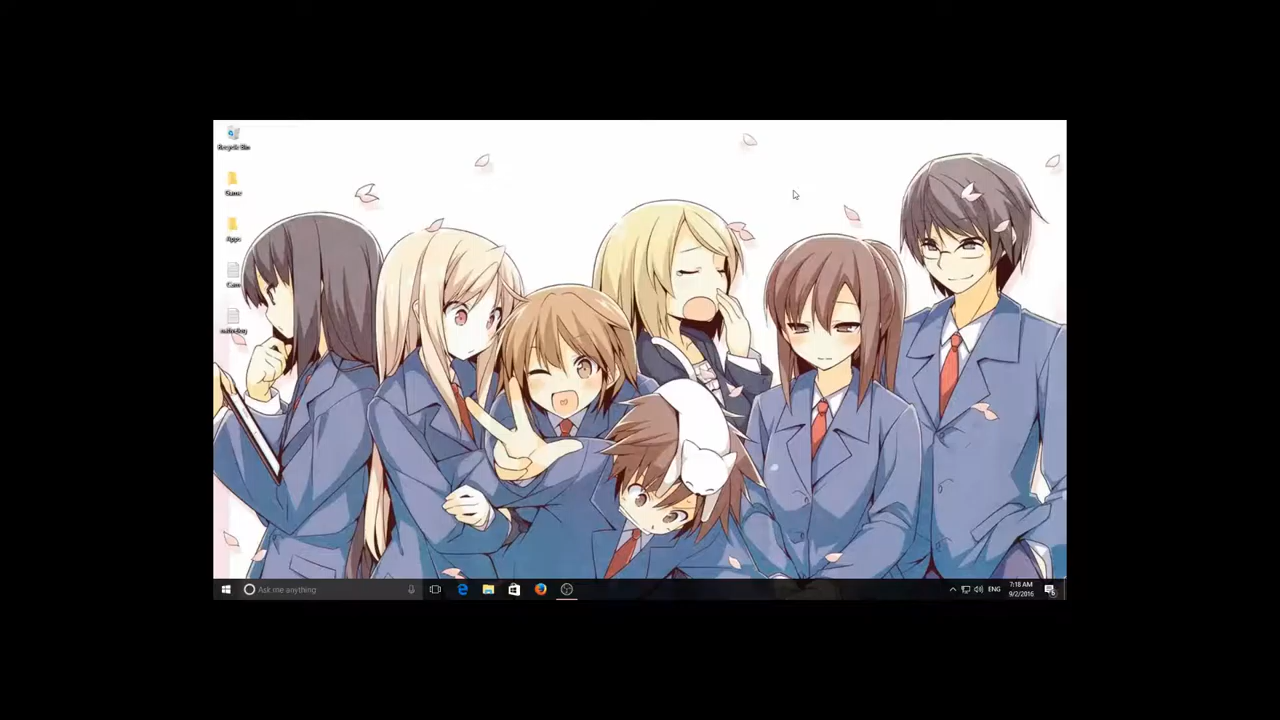 Recycle Bin
Game
Apps
Ask me anything
ENG
7:18 AM
9/2/2016